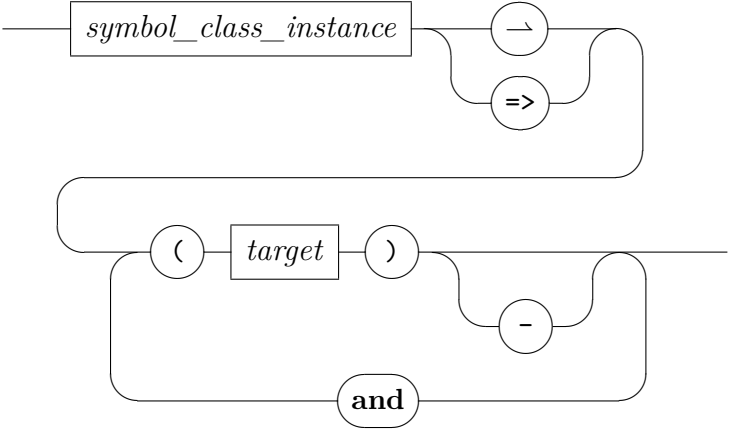 symbol_class_instance ⇀
=>
( target )
-
and